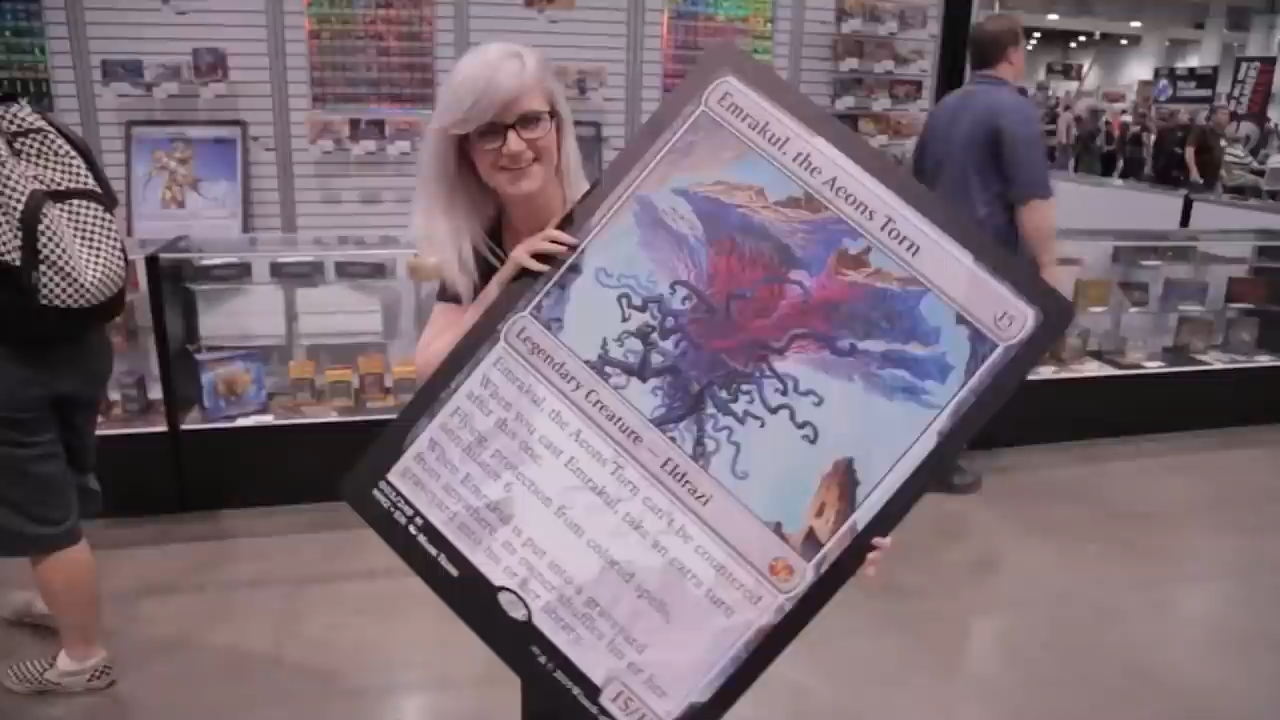 Emrakul, the Aeons Torn
15
Legendary Creature — Eldrazi
Emrakul, the Aeons Torn can't be countered
When you cast Emrakul, take an extra turn
after this one.
Flying, protection from colored spells,
annihilator 6
When Emrakul is put into a graveyard
from anywhere, its owner shuffles his or her
graveyard into his or her library.
15/1